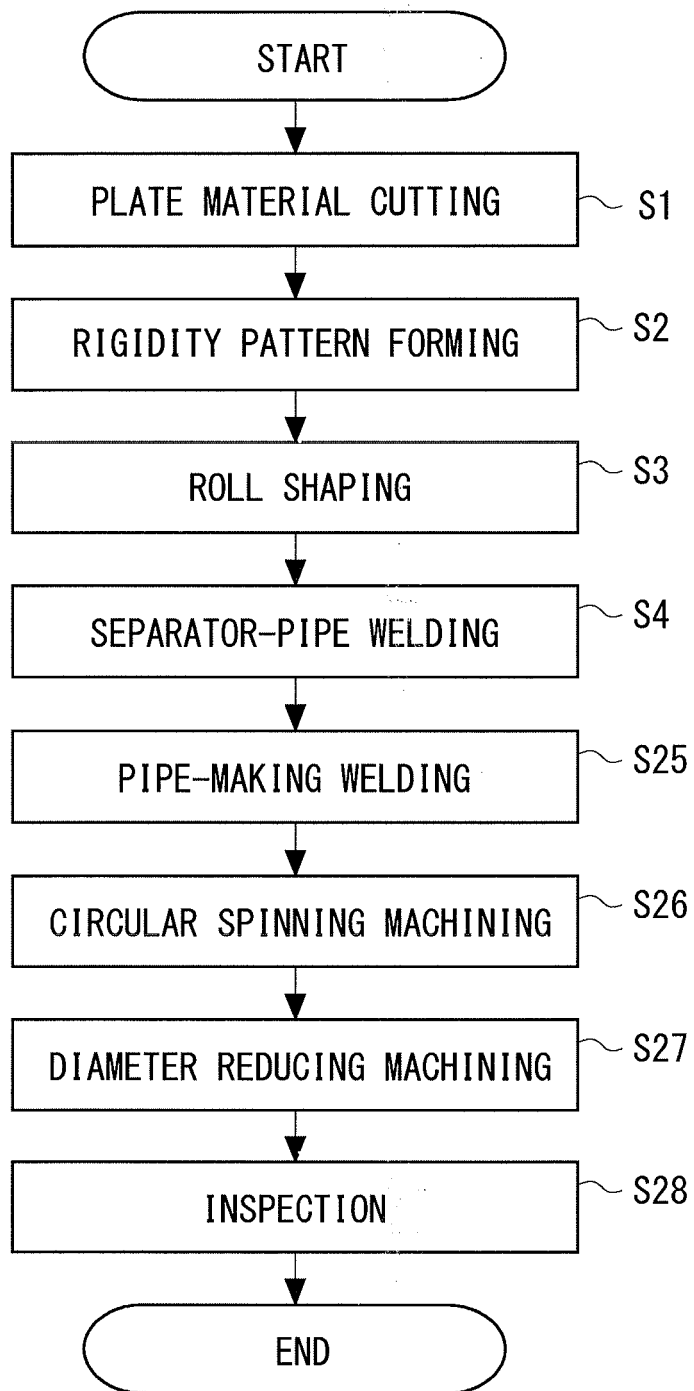 START
PLATE MATERIAL CUTTING S1
RIGIDITY PATTERN FORMING S2
ROLL SHAPING S3
SEPARATOR-PIPE WELDING S4
PIPE-MAKING WELDING S25
CIRCULAR SPINNING MACHINING S26
DIAMETER REDUCING MACHINING S27
INSPECTION S28
END